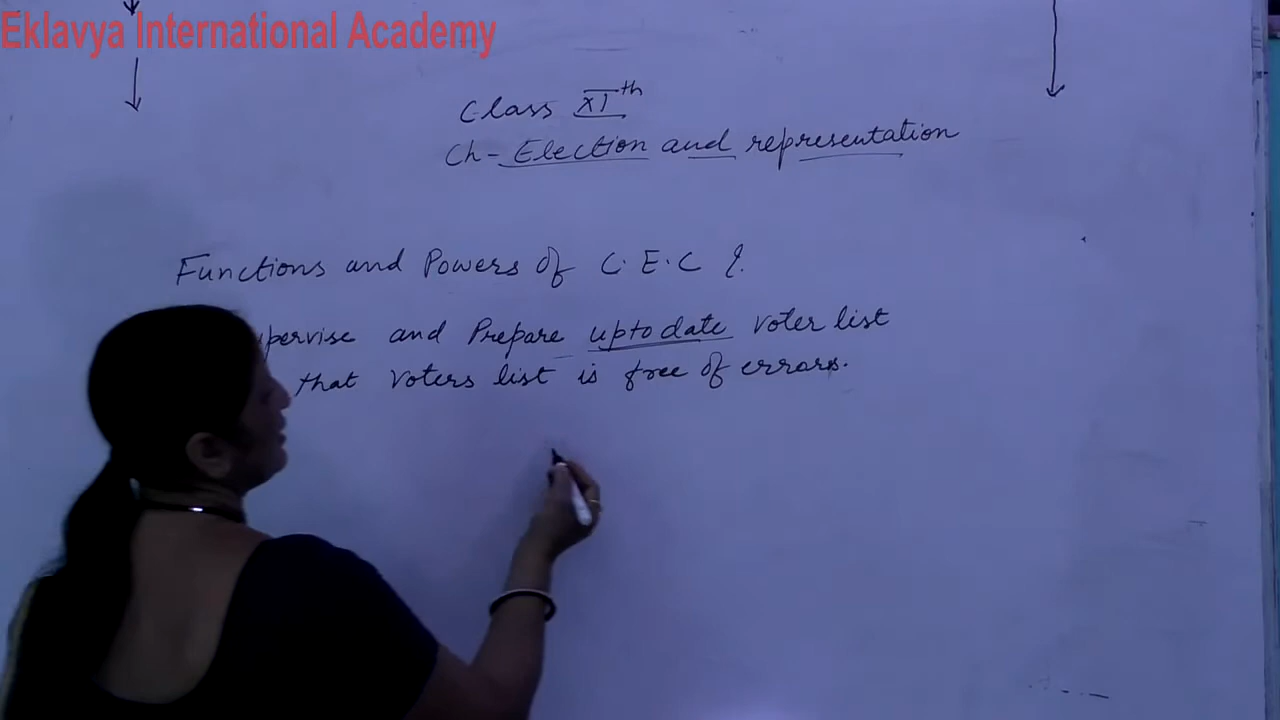 Eklavya International Academy
Class XIth
Ch- Election and representation
Functions and Powers of C.E.C ?.
pervise and Prepare uptodate voter list
that voters list is free of errors.